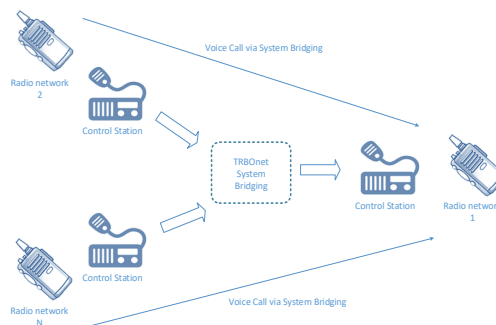 Voice Call via System Bridging
Radio network
2
Control Station
TRBOnet
System
Bridging
Control Station
Radio network
1
Control Station
Radio network
N
Voice Call via System Bridging